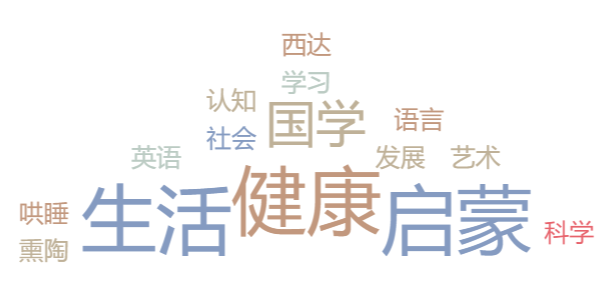 西达
学习
认知
国学
语言
社会
英语
发展
艺术
健康
生活
启蒙
哄睡
科学
熏陶